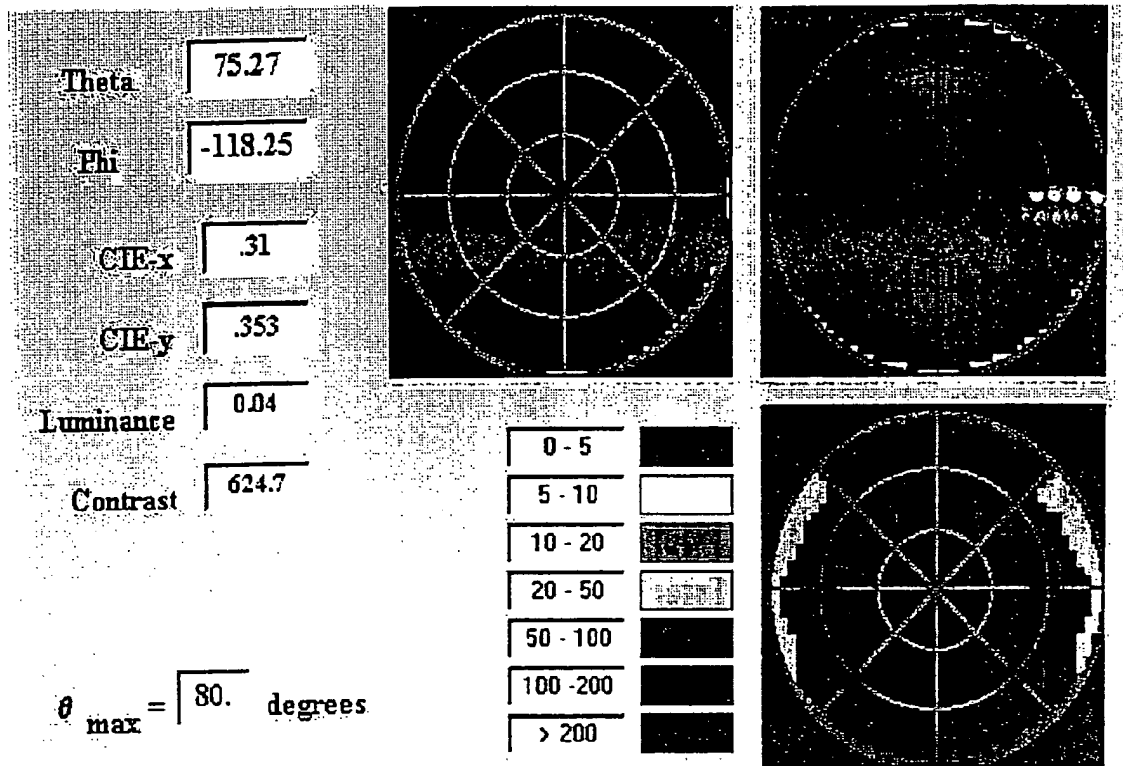 Theta 75.27
Phi -118.25
CIE-x .31
CIE-y .353
Luminance 0.04
Contrast 624.7
0 - 5
5 - 10
10 - 20
20 - 50
50 - 100
100 -200
> 200
θ max = 80. degrees